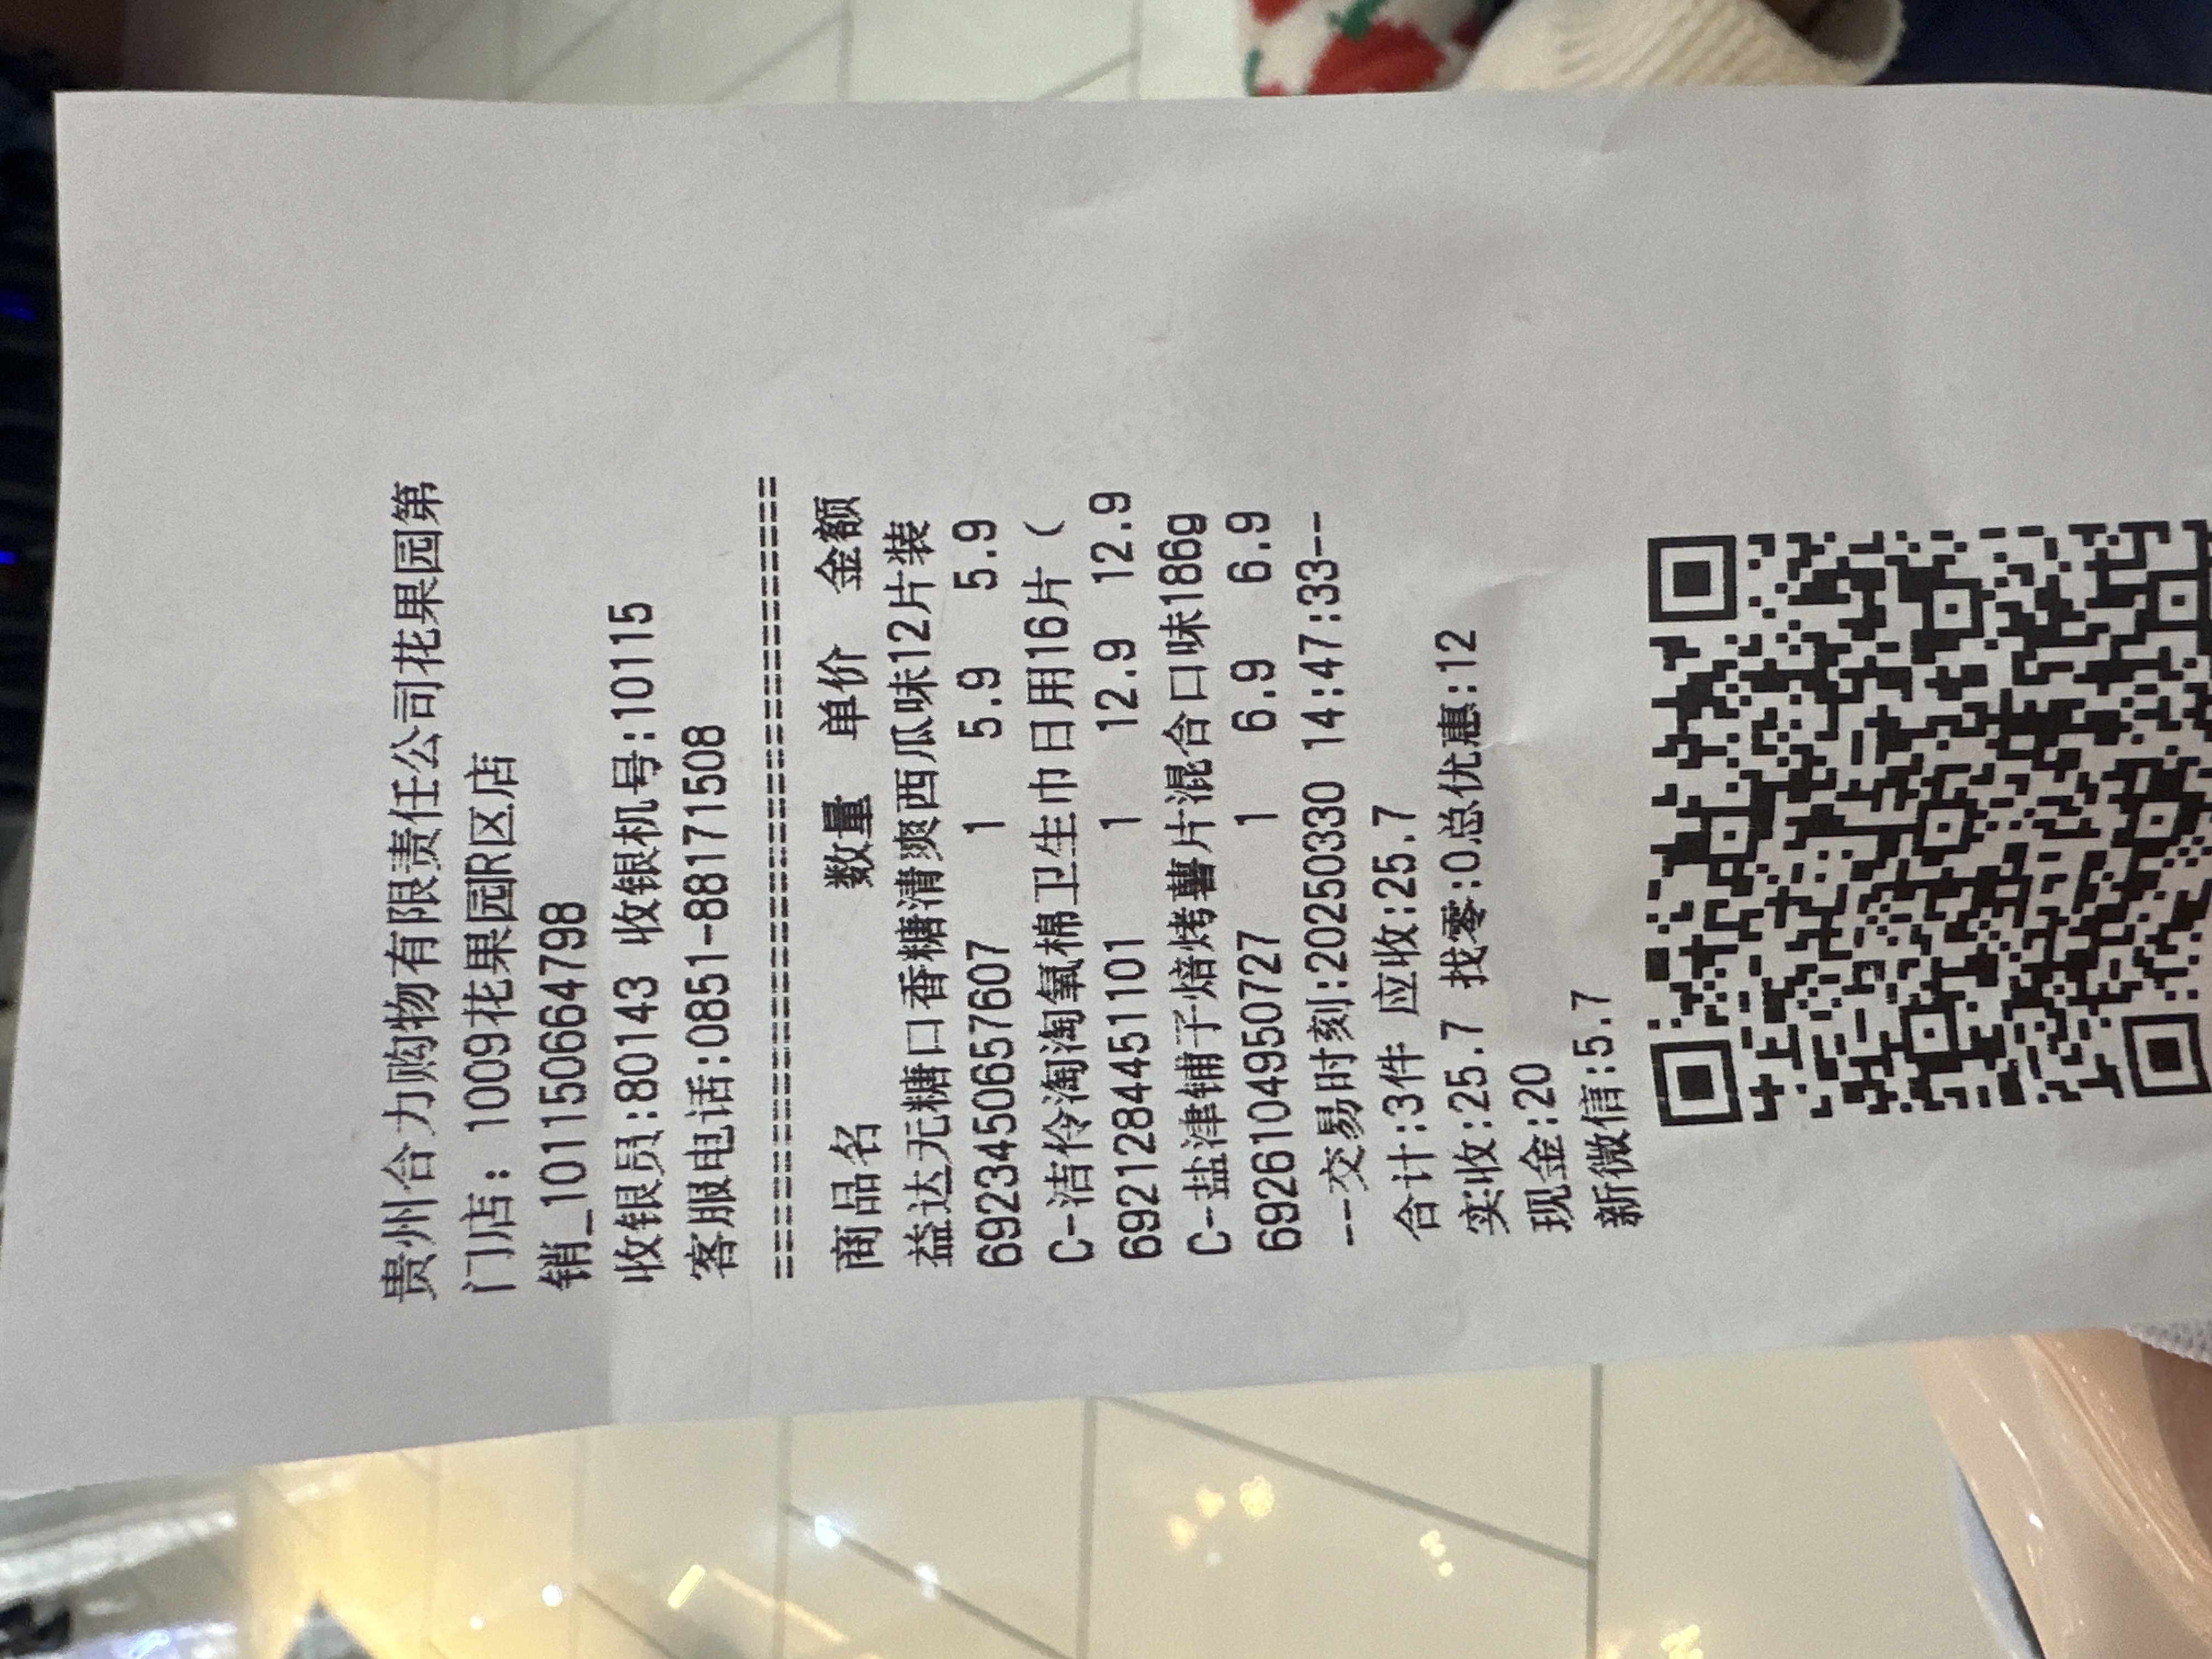 贵州合力购物有限责任公司花果园第
门店: 1009花果园R区店
销_101150664798
收银员:80143 收银机号:10115
客服电话:0851-88171508
================================
商品名 数量 单价 金额
益达无糖口香糖清爽西瓜味12片装
6923450657607 1 5.9 5.9
C-洁伶淘淘氧棉卫生巾日用16片（
6921284451101 1 12.9 12.9
C-盐津铺子焙烤薯片混合口味186g
6926104950727 1 6.9 6.9
--交易时刻:20250330 14:47:33--
合计:3件 应收:25.7
实收:25.7 找零:0总优惠:12
现金:20
新微信:5.7